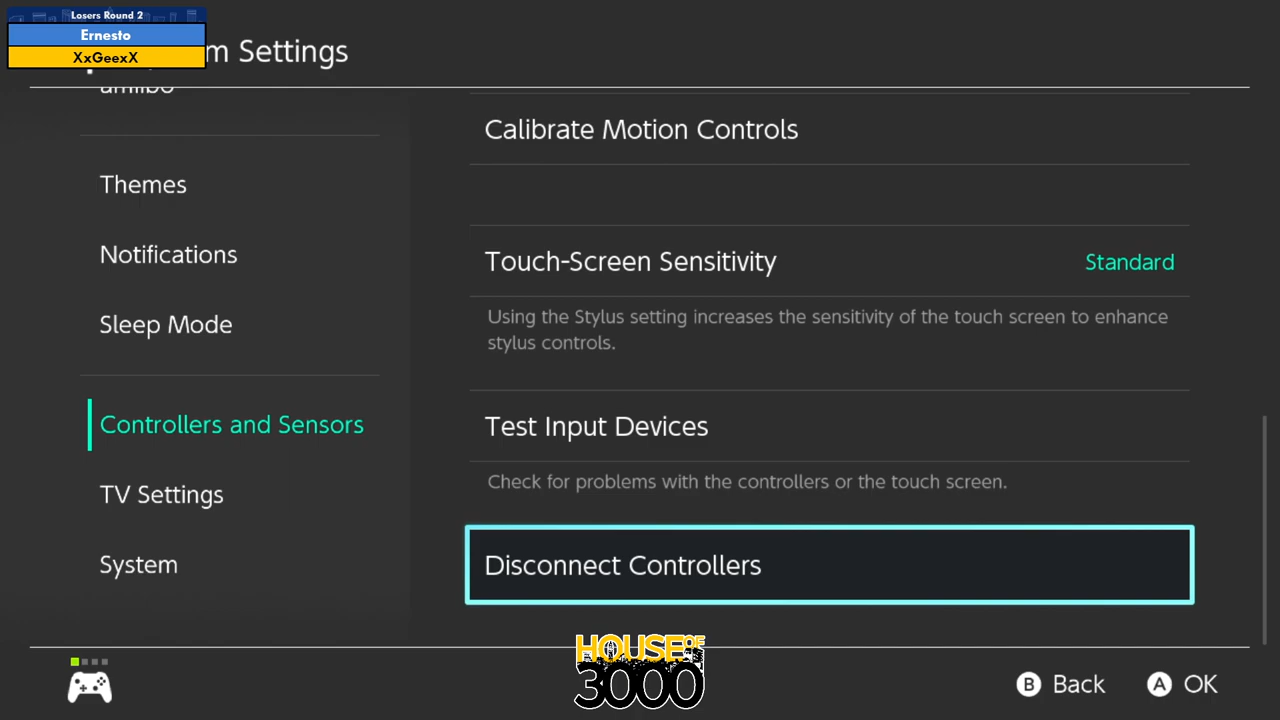 Losers Round 2
Ernesto
XxGeexX
m Settings
amiibo
Themes
Notifications
Sleep Mode
Controllers and Sensors
TV Settings
System
Calibrate Motion Controls
Touch-Screen Sensitivity Standard
Using the Stylus setting increases the sensitivity of the touch screen to enhance
stylus controls.
Test Input Devices
Check for problems with the controllers or the touch screen.
Disconnect Controllers
HOUSE OF
3000
B Back A OK